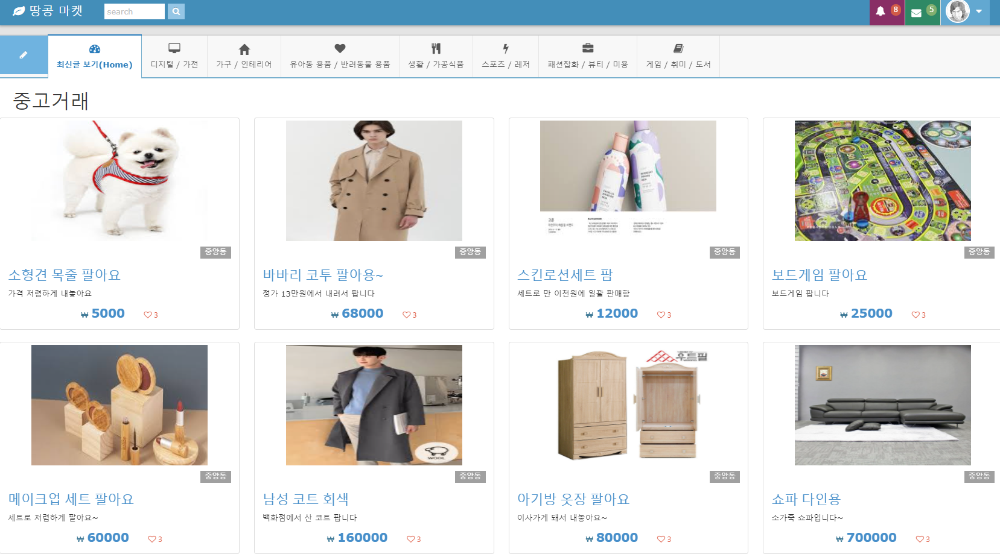 땅콩 마켓
search
8
5
최신글 보기(Home)
디지털 / 가전
가구 / 인테리어
유아동 용품 / 반려동물 용품
생활 / 가공식품
스포츠 / 레저
패션잡화 / 뷰티 / 미용
게임 / 취미 / 도서
중고거래
중앙동
소형견 목줄 팔아요
가격 저렴하게 내놓아요
₩ 5000
3
중앙동
바바리 코투 팔아용~
정가 13만원에서 내려서 팝니다
₩ 68000
3
중앙동
스킨로션세트 팜
세트로 만 이천원에 일괄 판매함
₩ 12000
3
중앙동
보드게임 팔아요
보드게임 팝니다
₩ 25000
3
중앙동
메이크업 세트 팔아요
세트로 저렴하게 팔아요~
₩ 60000
3
WOOL
중앙동
남성 코트 회색
백화점에서 산 코트 팝니다
₩ 160000
3
우드필
중앙동
아기방 옷장 팔아요
이사가게 돼서 내놓아요~
₩ 80000
3
중앙동
쇼파 다인용
소가죽 쇼파입니다~
₩ 700000
3